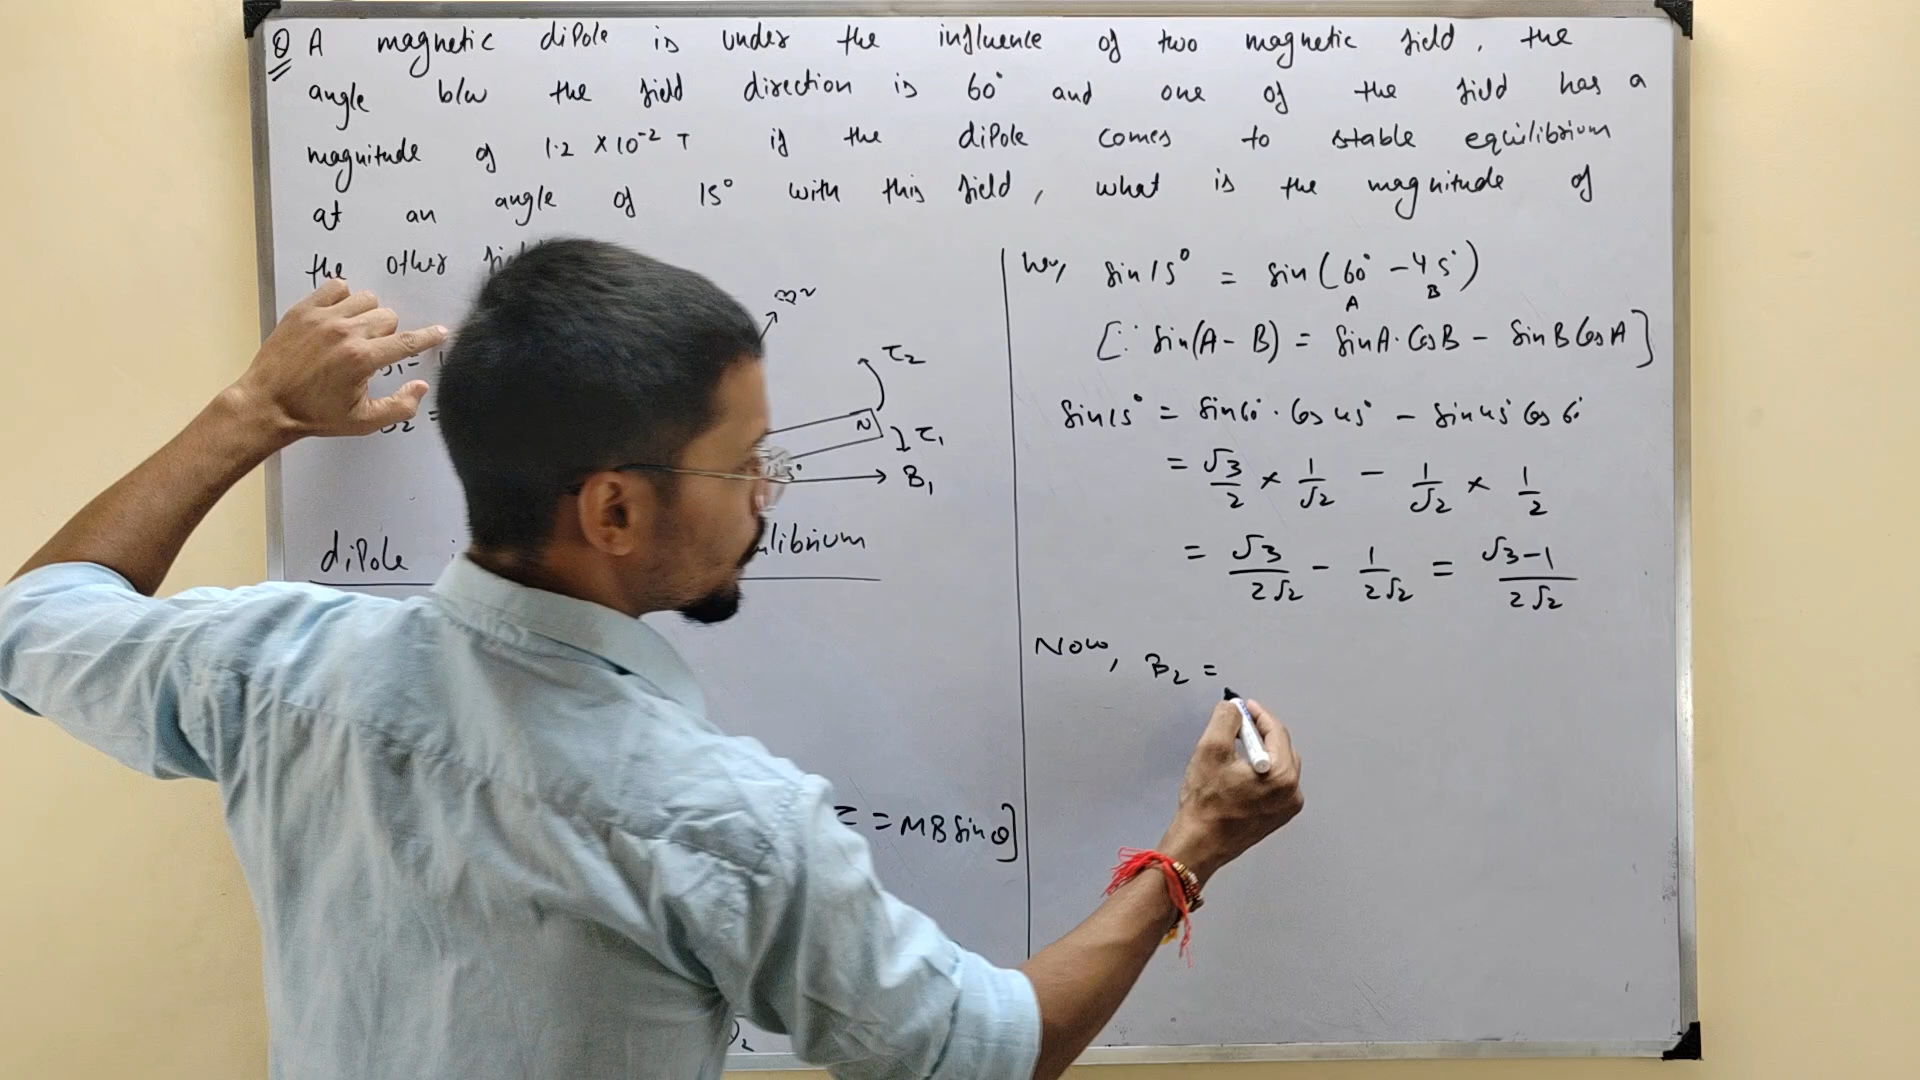 Q A magnetic dipole is under the influence of two magnetic field, the
angle b/w the field direction is 60° and one of the field has a
magnitude of 1.2 × 10⁻² T if the dipole comes to stable equilibrium
at an angle of 15° with this field, what is the magnitude of
the other
τ₂
N
τ₁
B₁
dipole
τ = MB sin θ]
sin 15° = sin (60° - 45°)
A B
[∵ sin(A - B) = sin A · Cos B - Sin B Cos A]
Sin 15° = Sin 60° · Cos 45° - Sin 45° Cos 60°
= √3/2 × 1/√2 - 1/√2 × 1/2
= √3/2√2 - 1/2√2 = √3-1/2√2
Now, B₂ =